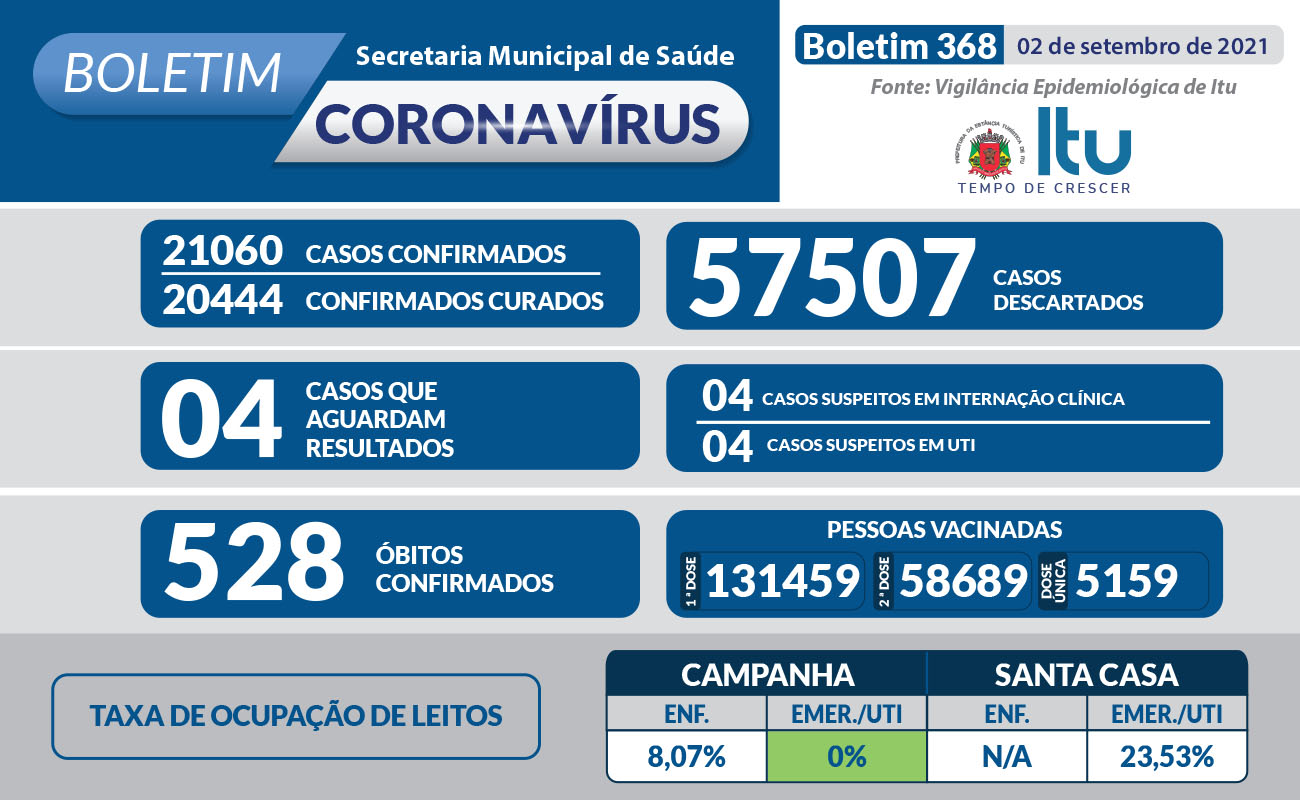 BOLETIM
Secretaria Municipal de Saúde
CORONAVÍRUS
Boletim 368
02 de setembro de 2021
Fonte: Vigilância Epidemiológica de Itu
PREFEITURA DA ESTÂNCIA TURÍSTICA DE ITU
Itu
TEMPO DE CRESCER
21060 CASOS CONFIRMADOS
20444 CONFIRMADOS CURADOS
57507 CASOS
DESCARTADOS
04 CASOS QUE
AGUARDAM
RESULTADOS
04 CASOS SUSPEITOS EM INTERNAÇÃO CLÍNICA
04 CASOS SUSPEITOS EM UTI
528 ÓBITOS
CONFIRMADOS
PESSOAS VACINADAS
1ª DOSE 131459
2ª DOSE 58689
DOSE
ÚNICA 5159
TAXA DE OCUPAÇÃO DE LEITOS
CAMPANHA SANTA CASA
ENF. EMER./UTI ENF. EMER./UTI
8,07% 0% N/A 23,53%